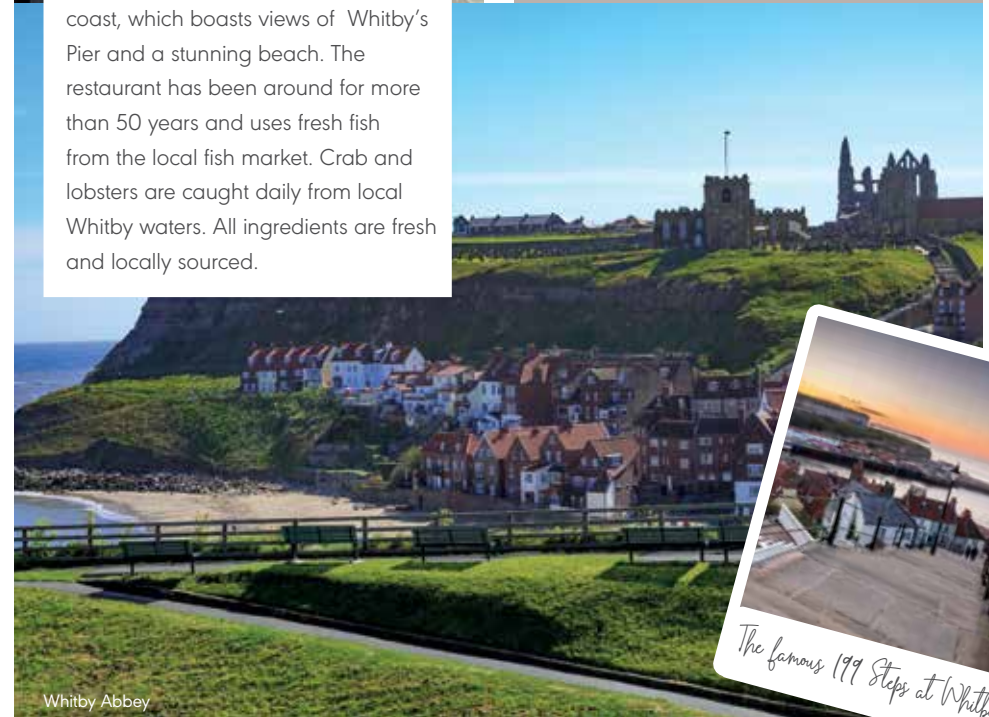 coast, which boasts views of Whitby's
Pier and a stunning beach. The
restaurant has been around for more
than 50 years and uses fresh fish
from the local fish market. Crab and
lobsters are caught daily from local
Whitby waters. All ingredients are fresh
and locally sourced.
The famous 199 Steps at Whitb
Whitby Abbey